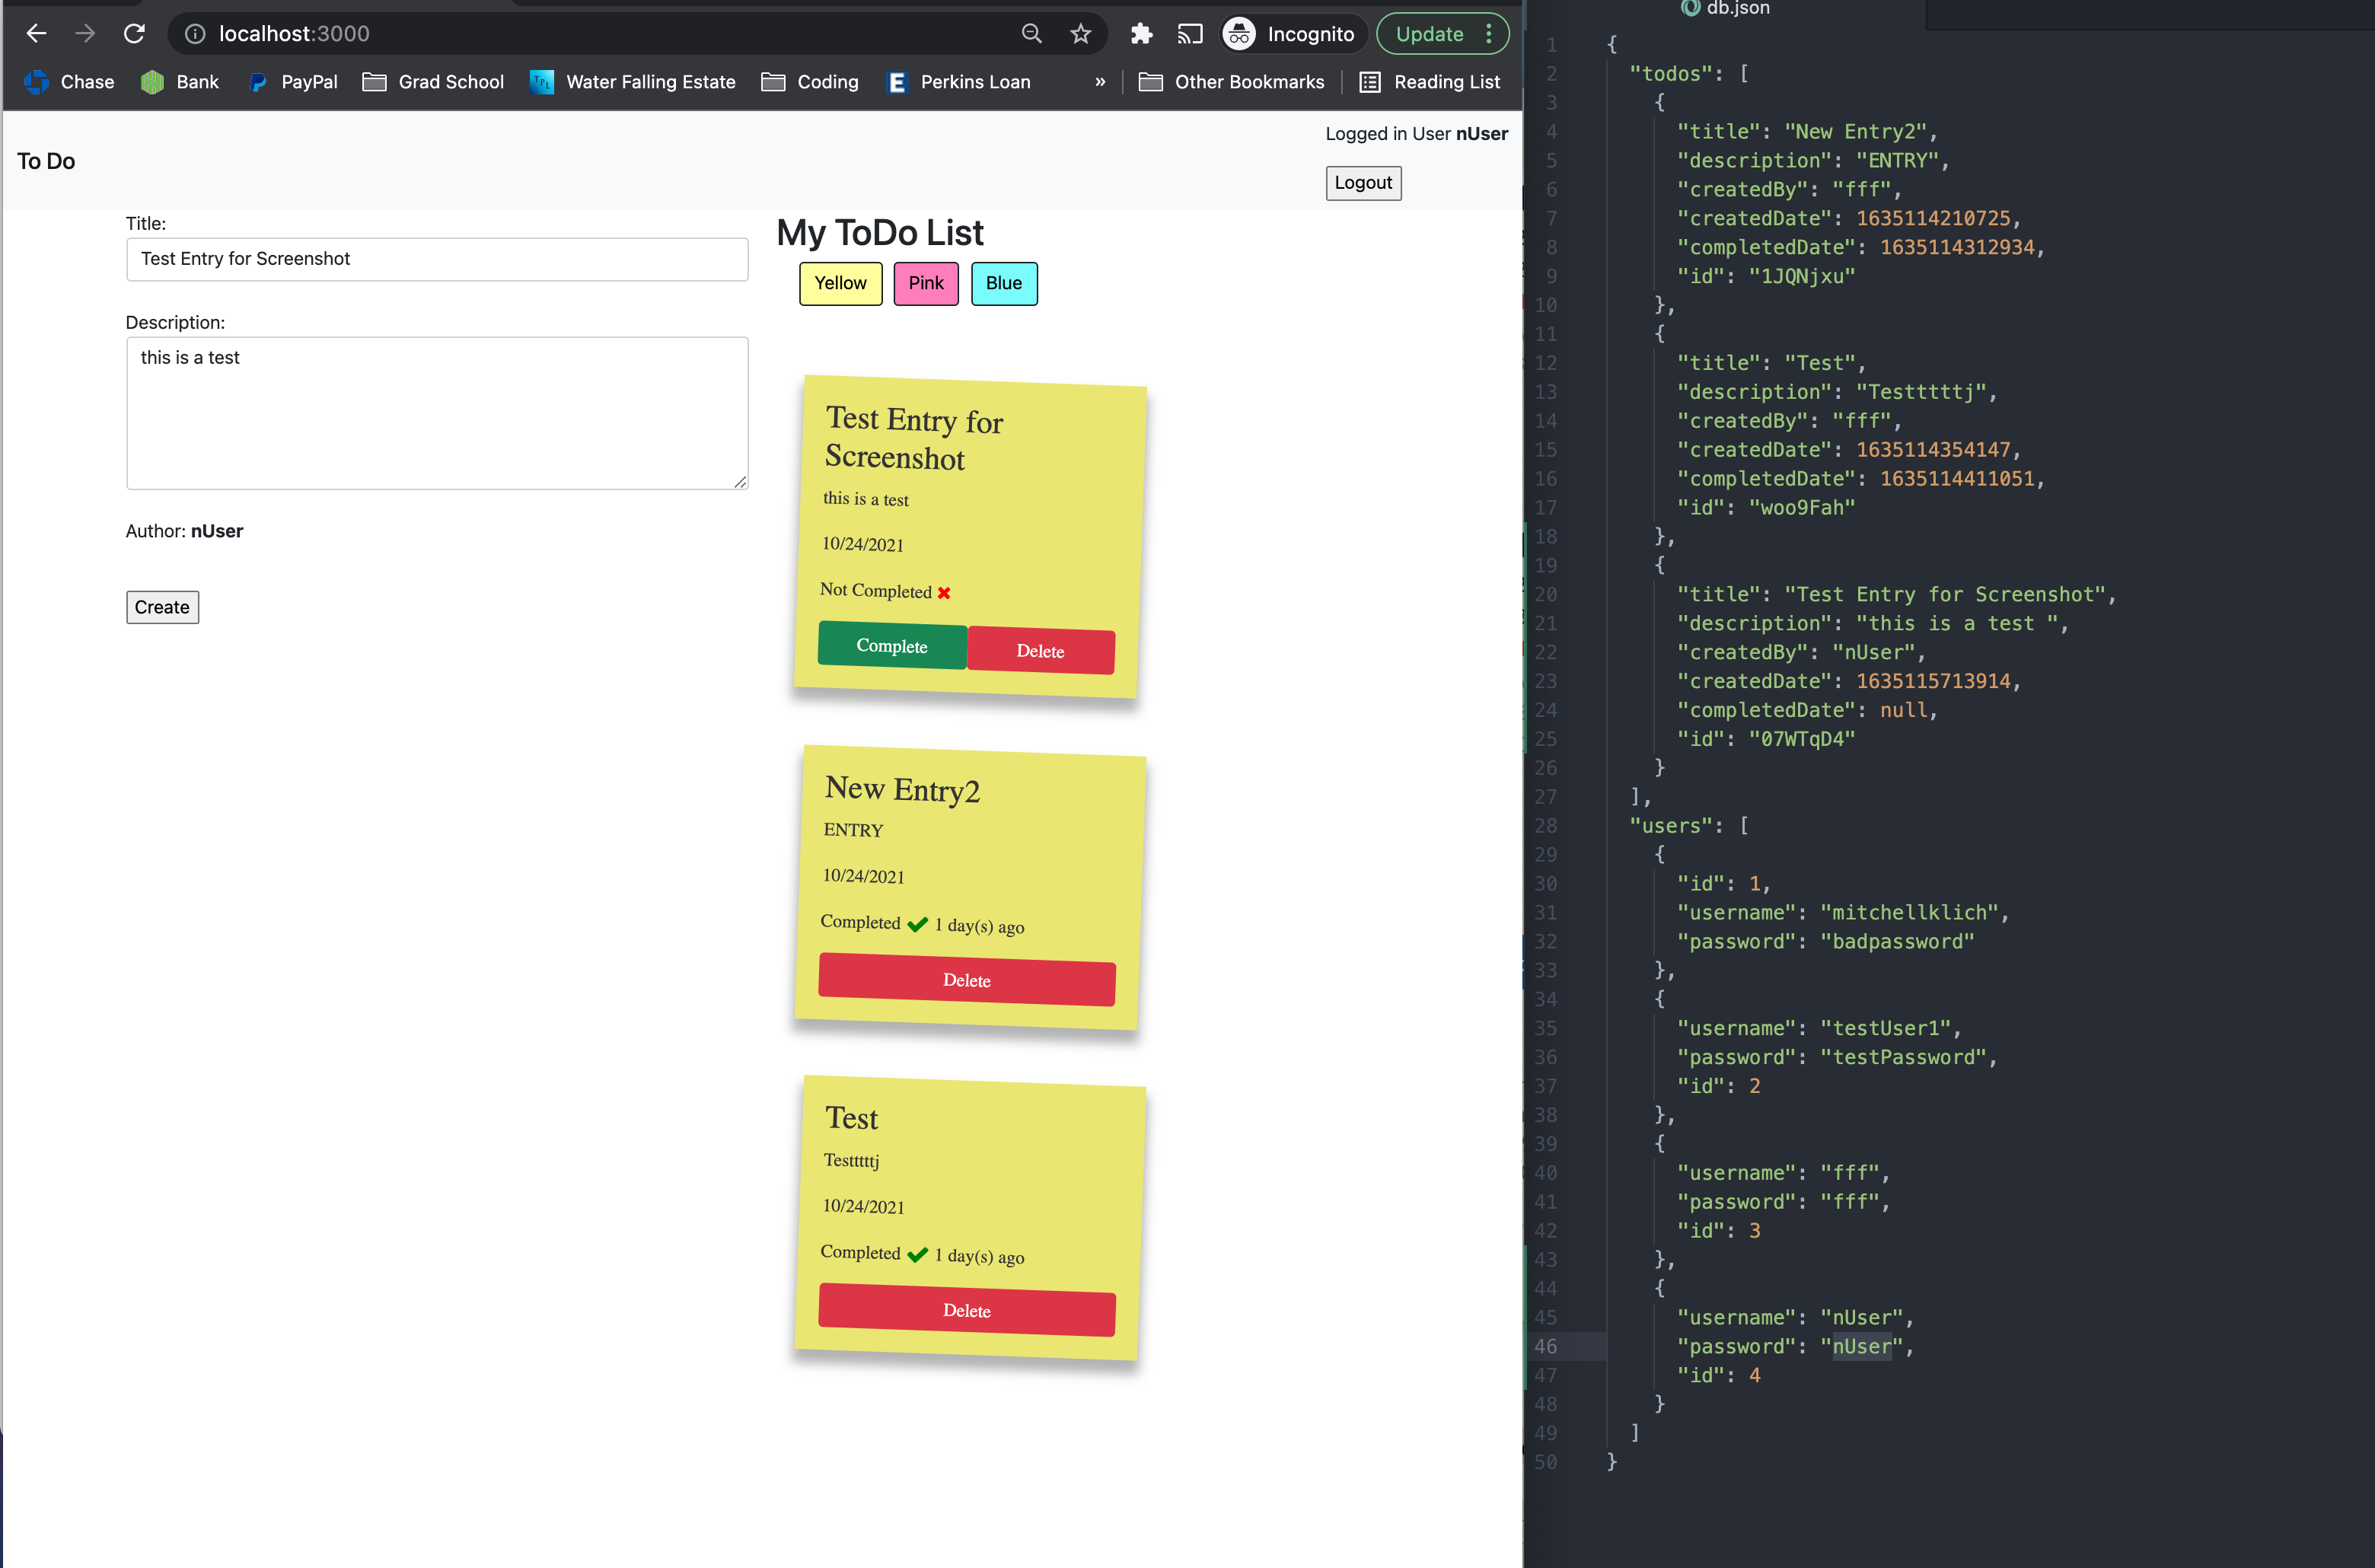 localhost:3000
Incognito
Update
Chase
Bank
PayPal
Grad School
TPL
Water Falling Estate
Coding
E
Perkins Loan
»
Other Bookmarks
Reading List
To Do
Logged in User nUser
Logout
Title:
Test Entry for Screenshot
Description:
this is a test
Author: nUser
Create
My ToDo List
Yellow
Pink
Blue
Test Entry for
Screenshot
this is a test
10/24/2021
Not Completed ✖
Complete
Delete
New Entry2
ENTRY
10/24/2021
Completed ✔ 1 day(s) ago
Delete
Test
Testttttj
10/24/2021
Completed ✔ 1 day(s) ago
Delete
db.json
1 {
2 "todos": [
3 {
4 "title": "New Entry2",
5 "description": "ENTRY",
6 "createdBy": "fff",
7 "createdDate": 1635114210725,
8 "completedDate": 1635114312934,
9 "id": "1JQNjxu"
10 },
11 {
12 "title": "Test",
13 "description": "Testttttj",
14 "createdBy": "fff",
15 "createdDate": 1635114354147,
16 "completedDate": 1635114411051,
17 "id": "woo9Fah"
18 },
19 {
20 "title": "Test Entry for Screenshot",
21 "description": "this is a test ",
22 "createdBy": "nUser",
23 "createdDate": 1635115713914,
24 "completedDate": null,
25 "id": "07WTqD4"
26 }
27 ],
28 "users": [
29 {
30 "id": 1,
31 "username": "mitchellklich",
32 "password": "badpassword"
33 },
34 {
35 "username": "testUser1",
36 "password": "testPassword",
37 "id": 2
38 },
39 {
40 "username": "fff",
41 "password": "fff",
42 "id": 3
43 },
44 {
45 "username": "nUser",
46 "password": "nUser",
47 "id": 4
48 }
49 ]
50 }